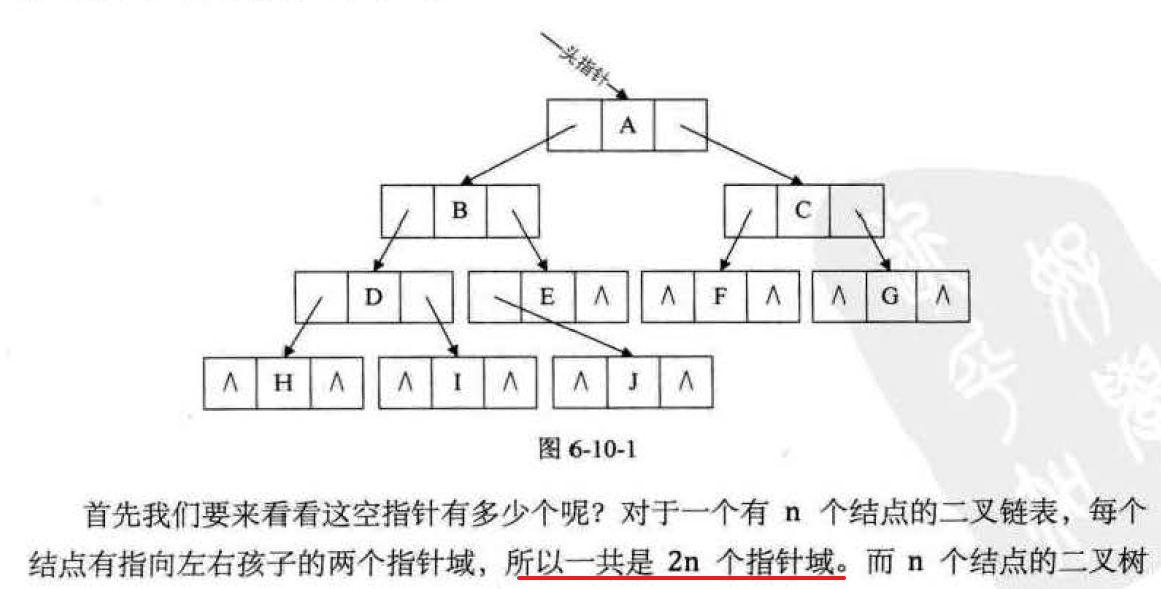 头指针
A
B C
D E ∧ ∧ F ∧ ∧ G ∧
∧ H ∧ ∧ I ∧ ∧ J ∧
图 6-10-1
首先我们要来看看这空指针有多少个呢？对于一个有 n 个结点的二叉链表，每个
结点有指向左右孩子的两个指针域，所以一共是 2n 个指针域。而 n 个结点的二叉树